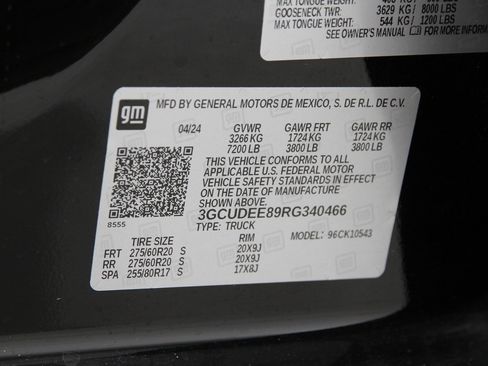 GOOSENECK TWR: 3629 KG/ 8000 LBS
MAX TONGUE WEIGHT: 544 KG/ 1200 LBS
SEE OWNER'S MANUAL FOR MORE
gm
MFD BY GENERAL MOTORS DE MEXICO, S. DE R.L. DE C.V.
04/24 GVWR GAWR FRT GAWR RR
3266 KG 1724 KG 1724 KG
7200 LB 3800 LB 3800 LB
THIS VEHICLE CONFORMS TO ALL
APPLICABLE U.S. FEDERAL MOTOR
VEHICLE SAFETY STANDARDS IN EFFECT
ON THE DATE OF MANUFACTURE
SHOWN ABOVE.
3GCUDEE89RG340466
8555
TYPE: TRUCK MODEL: 96CK10543
TIRE SIZE RIM
FRT 275/60R20 S 20X9J
RR 275/60R20 S 20X9J
SPA 255/80R17 S 17X8J